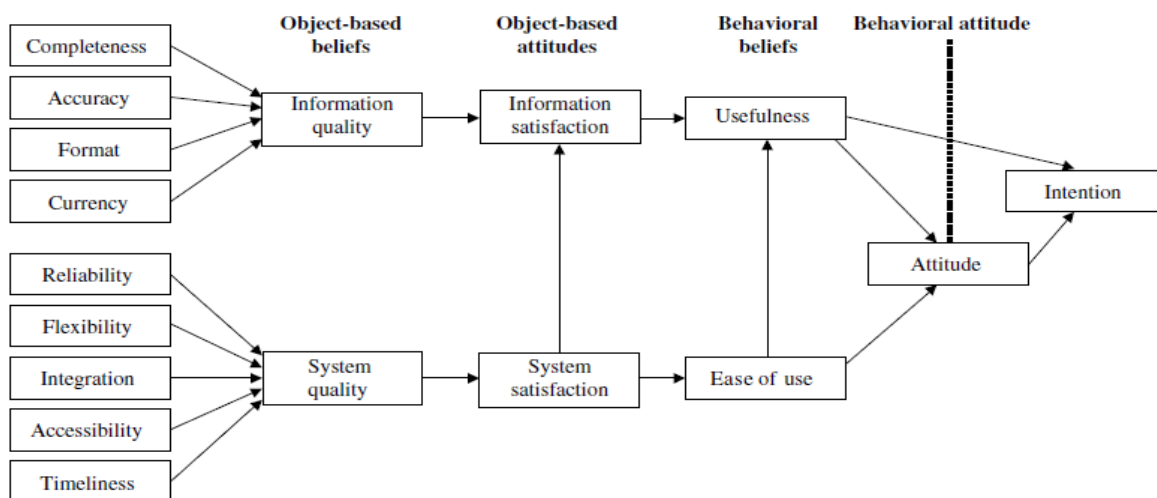 Object-based
beliefs
Object-based
attitudes
Behavioral
beliefs
Behavioral attitude
Completeness
Accuracy
Format
Currency
Information
quality
Information
satisfaction
Usefulness
Intention
Attitude
Reliability
Flexibility
Integration
Accessibility
Timeliness
System
quality
System
satisfaction
Ease of use